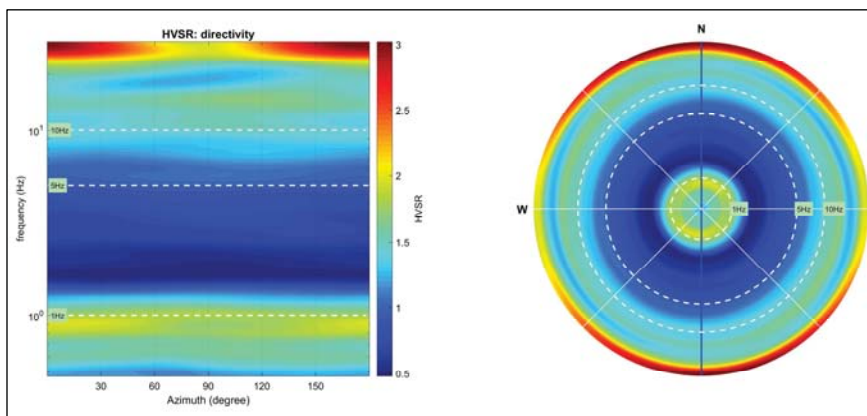 HVSR: directivity
3
2.5
2
1.5
1
0.5
HVSR
10¹
10⁰
10Hz
5Hz
1Hz
frequency (Hz)
30
60
90
120
150
Azimuth (degree)
N
W
1Hz
5Hz
10Hz